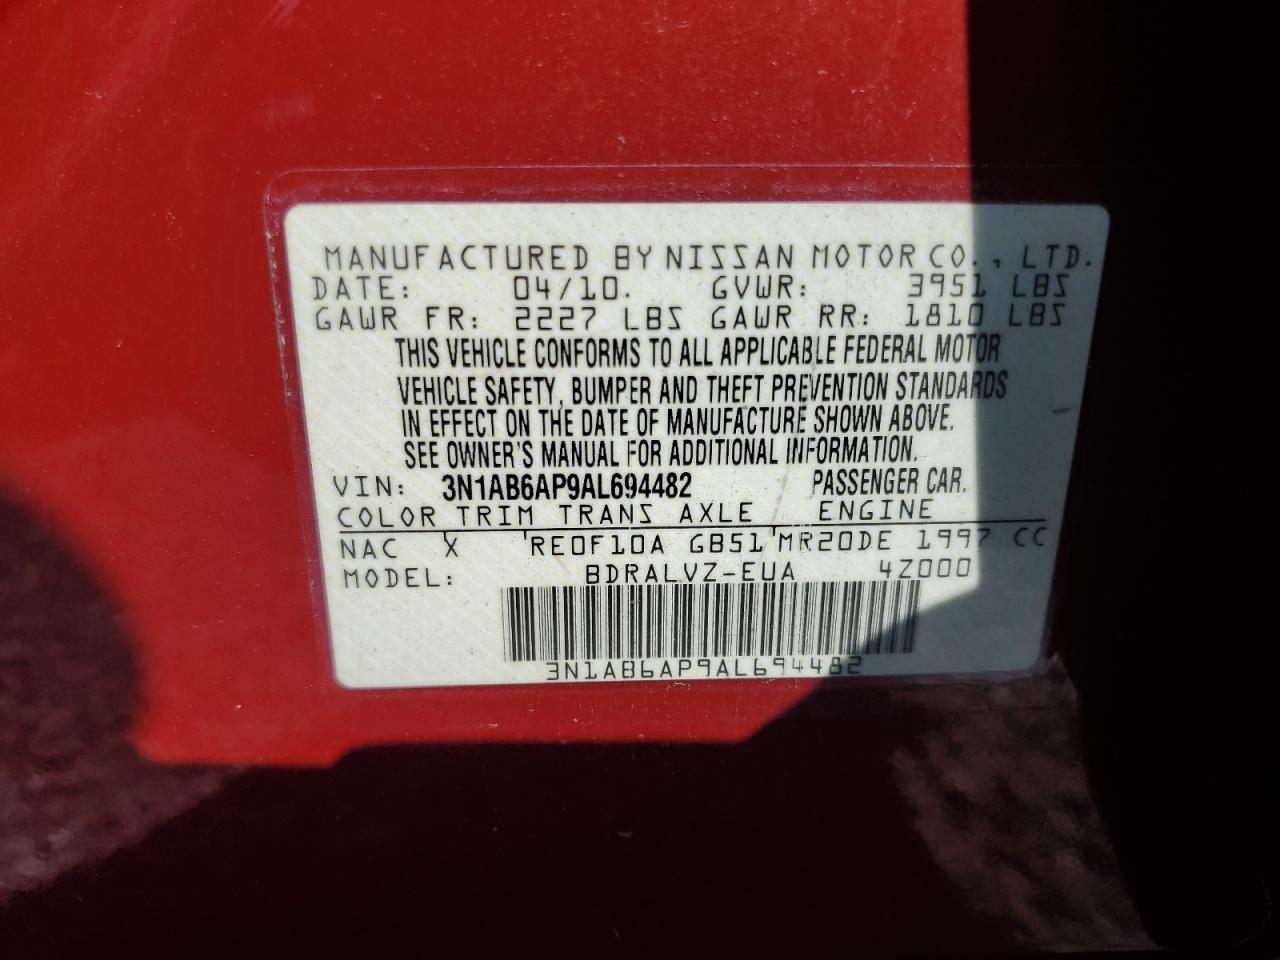 MANUFACTURED BY NISSAN MOTOR CO., LTD.
DATE: 04/10. GVWR: 3951 LBS
GAWR FR: 2227 LBS GAWR RR: 1810 LBS
THIS VEHICLE CONFORMS TO ALL APPLICABLE FEDERAL MOTOR
VEHICLE SAFETY, BUMPER AND THEFT PREVENTION STANDARDS
IN EFFECT ON THE DATE OF MANUFACTURE SHOWN ABOVE.
SEE OWNER'S MANUAL FOR ADDITIONAL INFORMATION.
VIN: 3N1AB6AP9AL694482 PASSENGER CAR.
COLOR TRIM TRANS AXLE ENGINE
NAC X RE0F10A GB51 MR20DE 1997 CC
MODEL: BDRALVZ-EUA 4Z000
3N1AB6AP9AL694482